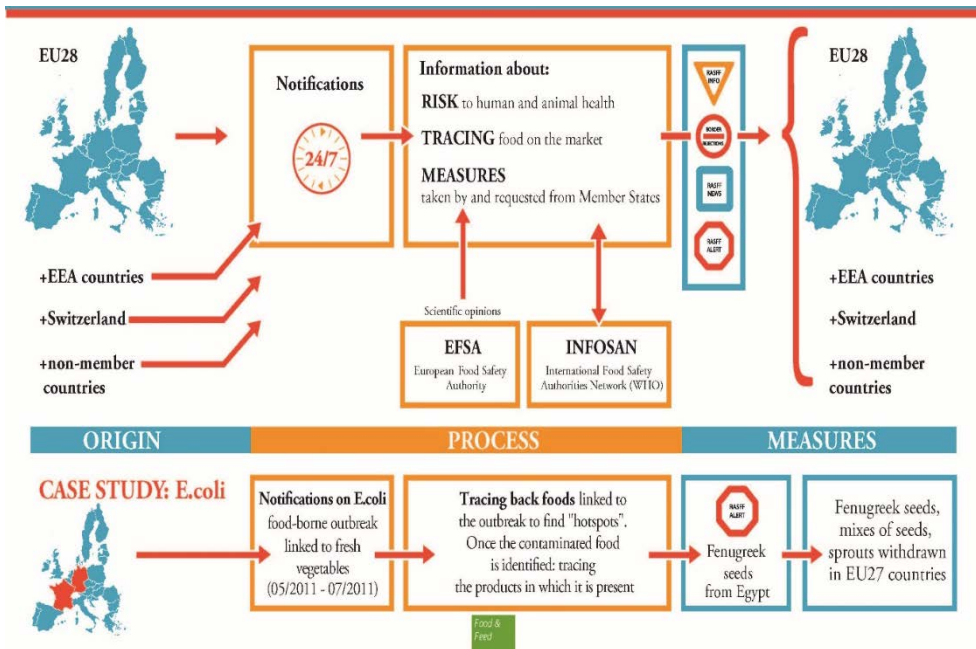 EU28
+EEA countries
+Switzerland
+non-member
countries
Notifications
24/7
Information about:
RISK to human and animal health
TRACING food on the market
MEASURES
taken by and requested from Member States
Scientific opinions
EFSA
European Food Safety
Authority
INFOSAN
International Food Safety
Authorities Network (WHO)
RASFF
INFO
BORDER
REJECTIONS
RASFF
NEWS
RASFF
ALERT
EU28
+EEA countries
+Switzerland
+non-member
countries
ORIGIN
PROCESS
MEASURES
CASE STUDY: E.coli
Notifications on E.coli
food-borne outbreak
linked to fresh
vegetables
(05/2011 - 07/2011)
Tracing back foods linked to
the outbreak to find "hotspots".
Once the contaminated food
is identified: tracing
the products in which it is present
RASFF
ALERT
Fenugreek
seeds
from Egypt
Fenugreek seeds,
mixes of seeds,
sprouts withdrawn
in EU27 countries
Food &
Feed